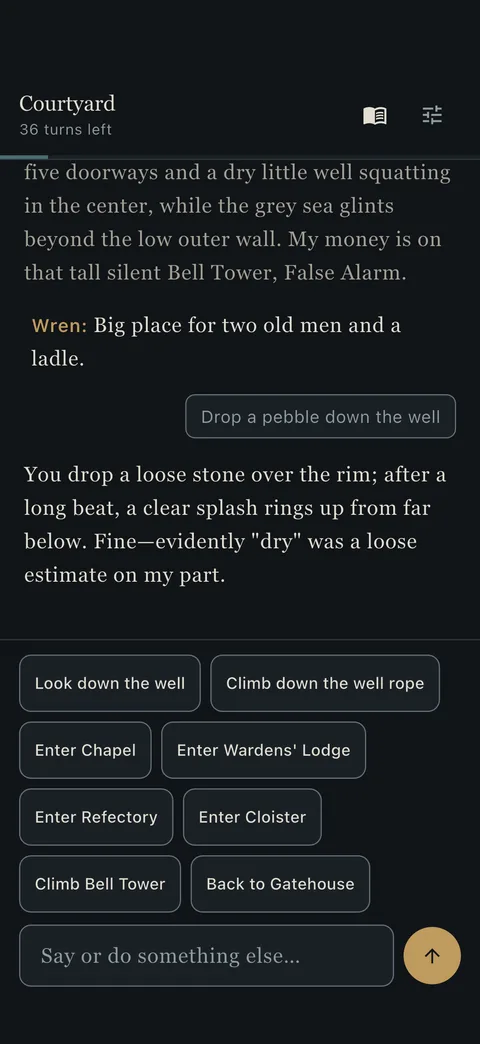 Courtyard
36 turns left
five doorways and a dry little well squatting
in the center, while the grey sea glints
beyond the low outer wall. My money is on
that tall silent Bell Tower, False Alarm.
Wren: Big place for two old men and a
ladle.
Drop a pebble down the well
You drop a loose stone over the rim; after a
long beat, a clear splash rings up from far
below. Fine—evidently "dry" was a loose
estimate on my part.
Look down the well
Climb down the well rope
Enter Chapel
Enter Wardens' Lodge
Enter Refectory
Enter Cloister
Climb Bell Tower
Back to Gatehouse
Say or do something else...